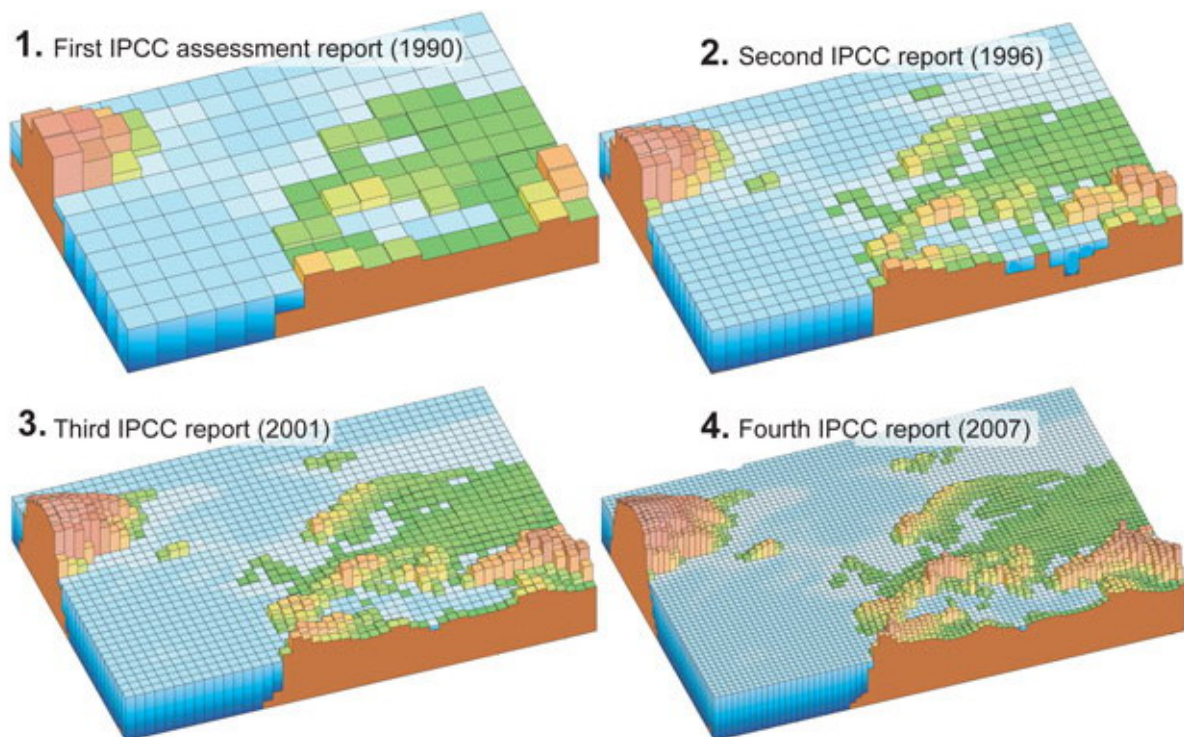 1. First IPCC assessment report (1990)
2. Second IPCC report (1996)
3. Third IPCC report (2001)
4. Fourth IPCC report (2007)